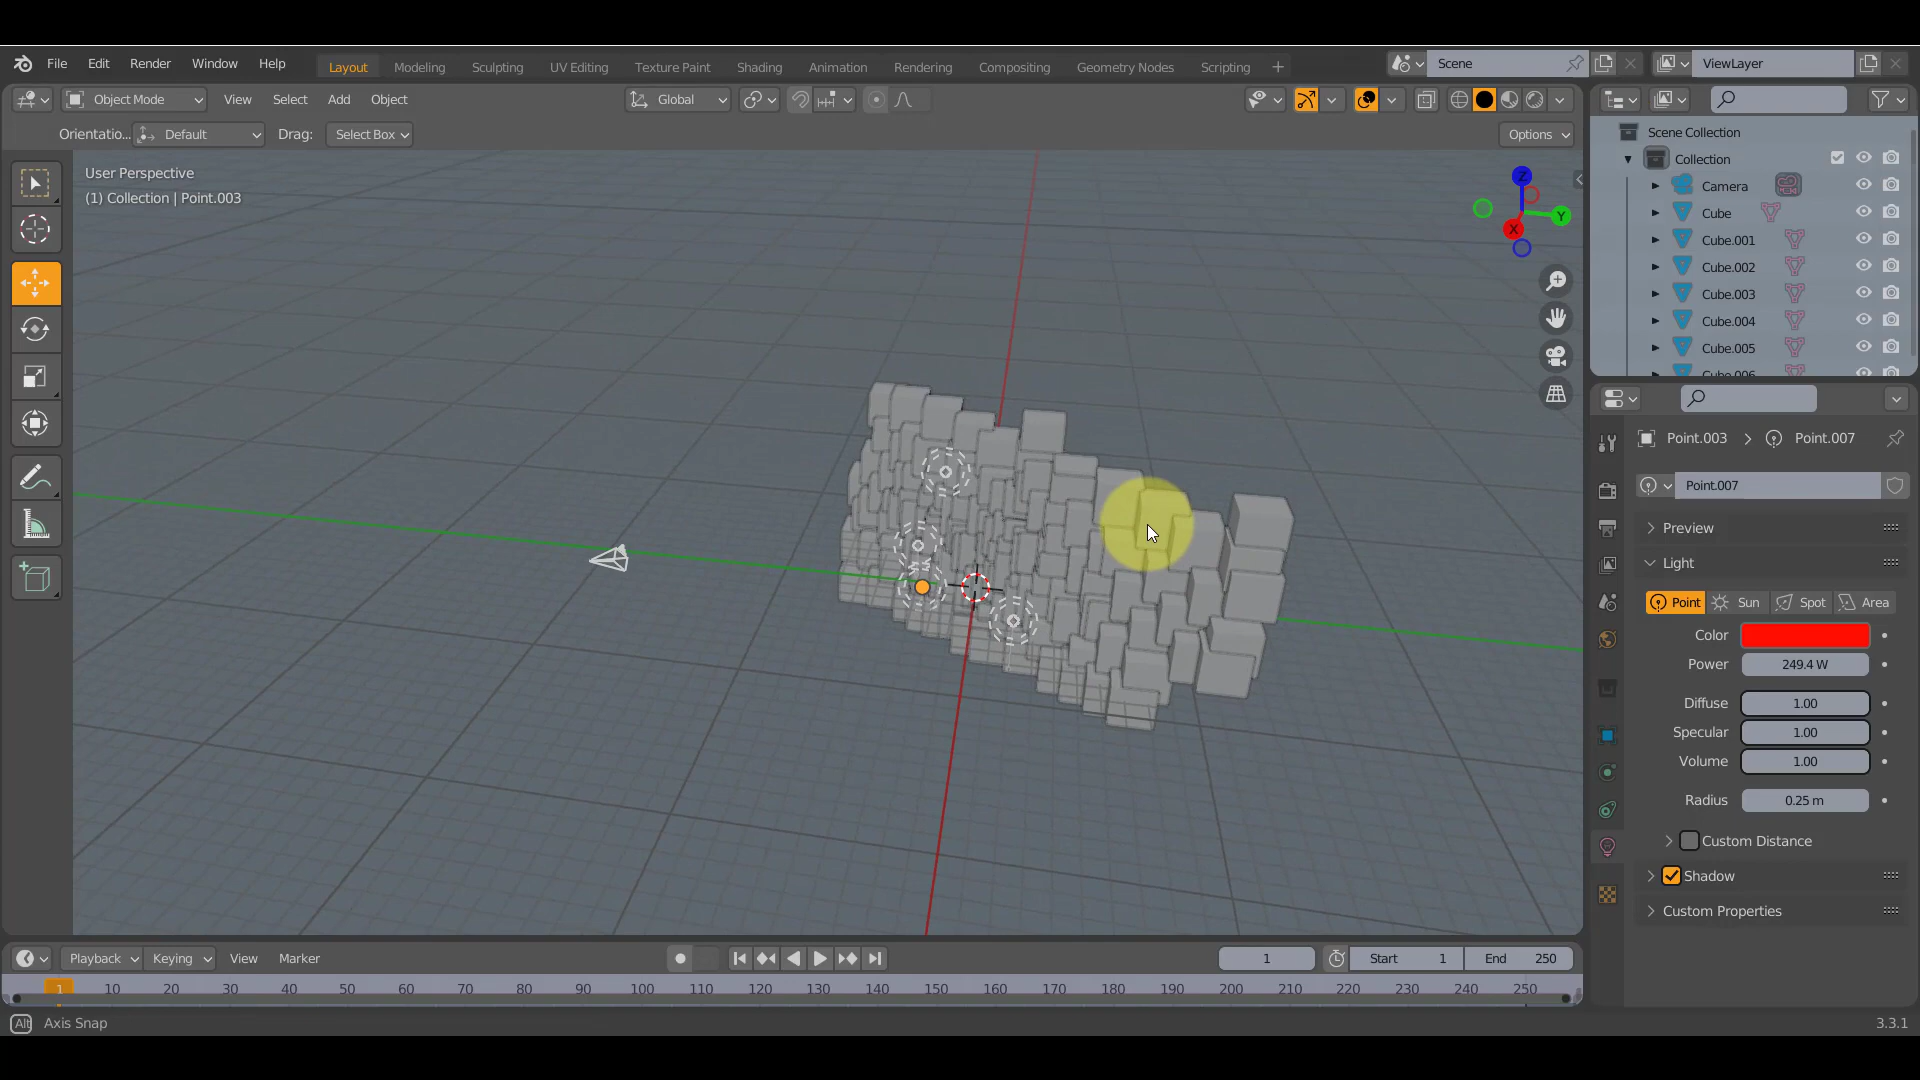 File Edit Render Window Help Layout Modeling Sculpting UV Editing Texture Paint Shading Animation Rendering Compositing Geometry Nodes Scripting + Scene ViewLayer
Object Mode View Select Add Object Global
Orientatio... Default Drag: Select Box Options
User Perspective
(1) Collection | Point.003
Z
Y
X
Scene Collection
Collection
Camera
Cube
Cube.001
Cube.002
Cube.003
Cube.004
Cube.005
Cube.006
Point.003 > Point.007
Point.007
Preview
Light
Point Sun Spot Area
Color
Power 249.4 W
Diffuse 1.00
Specular 1.00
Volume 1.00
Radius 0.25 m
Custom Distance
Shadow
Custom Properties
Playback Keying View Marker 1 Start 1 End 250
1 10 20 30 40 50 60 70 80 90 100 110 120 130 140 150 160 170 180 190 200 210 220 230 240 250
Alt Axis Snap 3.3.1